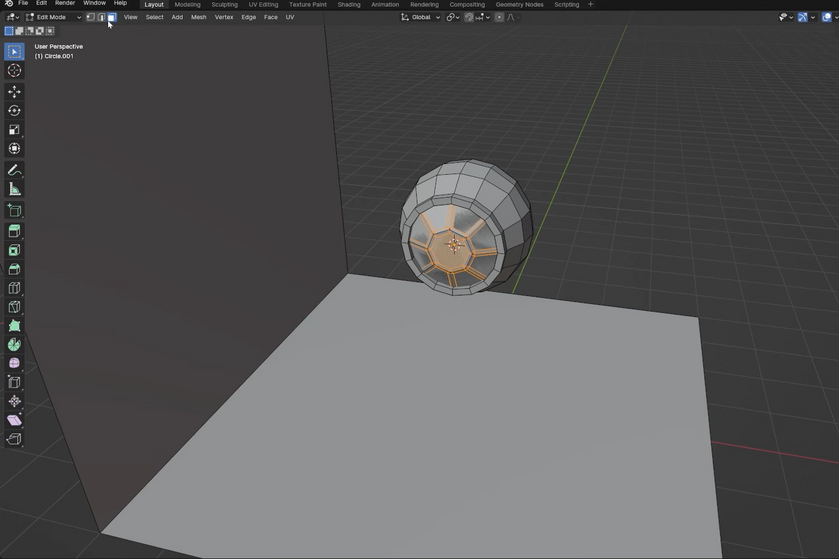 File Edit Render Window Help Layout Modeling Sculpting UV Editing Texture Paint Shading Animation Rendering Compositing Geometry Nodes Scripting
Edit Mode View Select Add Mesh Vertex Edge Face UV Global
User Perspective
(1) Circle.001